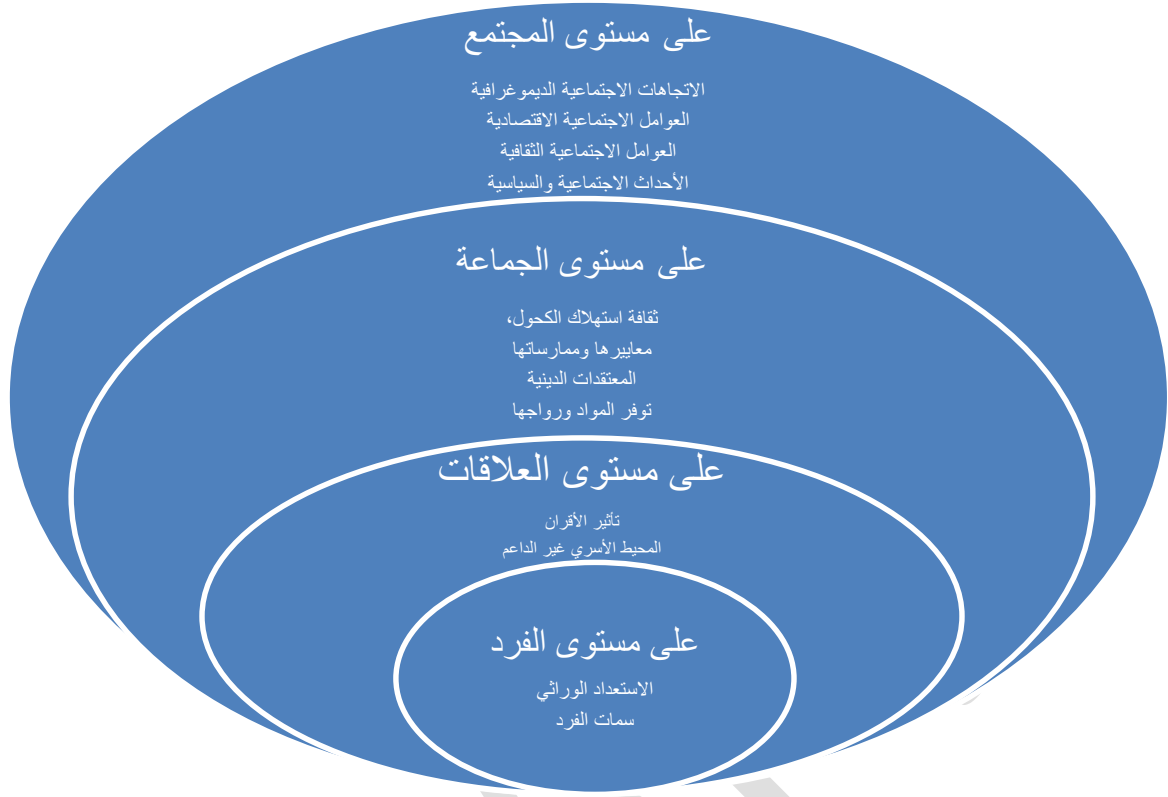 على مستوى المجتمع
الاتجاهات الاجتماعية الديموغرافية
العوامل الاجتماعية الاقتصادية
العوامل الاجتماعية الثقافية
الأحداث الاجتماعية والسياسية
على مستوى الجماعة
ثقافة استهلاك الكحول،
معاييرها وممارساتها
المعتقدات الدينية
توفر المواد ورواجها
على مستوى العلاقات
تأثير الأقران
المحيط الأسري غير الداعم
على مستوى الفرد
الاستعداد الوراثي
سمات الفرد